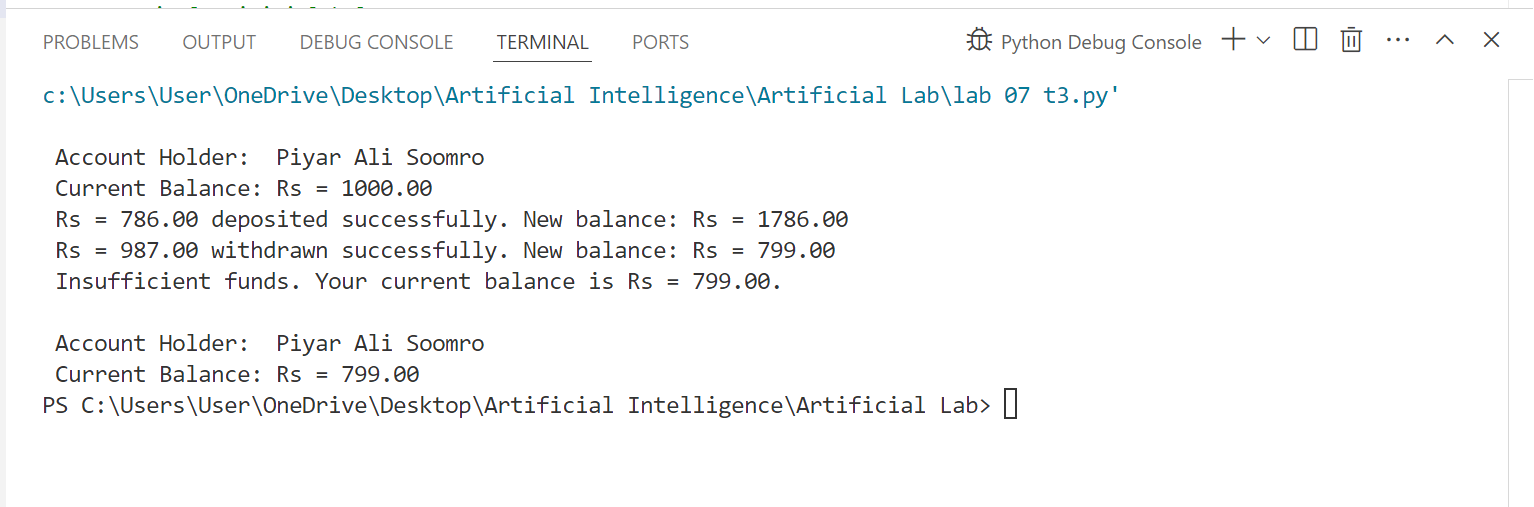 PROBLEMS OUTPUT DEBUG CONSOLE TERMINAL PORTS Python Debug Console
c:\Users\User\OneDrive\Desktop\Artificial Intelligence\Artificial Lab\lab 07 t3.py'
Account Holder:  Piyar Ali Soomro
Current Balance: Rs = 1000.00
Rs = 786.00 deposited successfully. New balance: Rs = 1786.00
Rs = 987.00 withdrawn successfully. New balance: Rs = 799.00
Insufficient funds. Your current balance is Rs = 799.00.
Account Holder:  Piyar Ali Soomro
Current Balance: Rs = 799.00
PS C:\Users\User\OneDrive\Desktop\Artificial Intelligence\Artificial Lab>